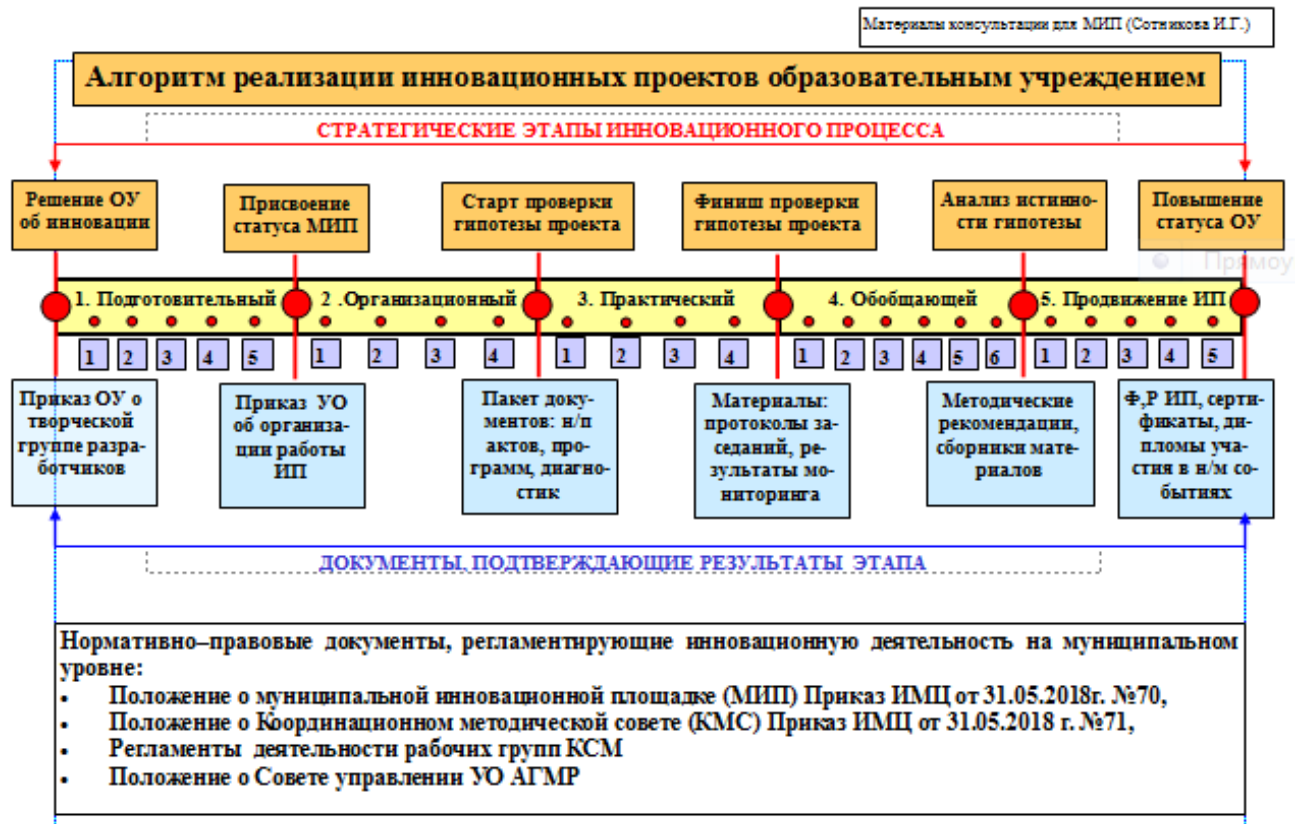 Материалы консультации для МИП (Сотникова И.Г.)
Алгоритм реализации инновационных проектов образовательным учреждением
СТРАТЕГИЧЕСКИЕ ЭТАПЫ ИННОВАЦИОННОГО ПРОЦЕССА
Решение ОУ
об инновации
Присвоение
статуса МИП
Старт проверки
гипотезы проекта
Финиш проверки
гипотезы проекта
Анализ истинно-
сти гипотезы
Повышение
статуса ОУ
Прямоу
1. Подготовительный
2 .Организационный
3. Практический
4. Обобщающей
5. Продвижение ИП
1 2 3 4 5
1 2 3 4
1 2 3 4
1 2 3 4 5 6
1 2 3 4 5
Приказ ОУ о
творческой
группе разра-
ботчиков
Приказ УО
об организа-
ции работы
ИП
Пакет доку-
ментов: н/п
актов, про-
грамм, диагно-
стик
Материалы:
протоколы за-
седаний, ре-
зультаты мо-
ниторинга
Методические
рекомендации,
сборники мате-
риалов
Ф,Р ИП, серти-
фикаты, ди-
пломы уча-
стия в н/м со-
бытиях
ДОКУМЕНТЫ, ПОДТВЕРЖДАЮЩИЕ РЕЗУЛЬТАТЫ ЭТАПА
Нормативно–правовые документы, регламентирующие инновационную деятельность на муниципальном
уровне:
• Положение о муниципальной инновационной площадке (МИП) Приказ ИМЦ от 31.05.2018г. №70,
• Положение о Координационном методической совете (КМС) Приказ ИМЦ от 31.05.2018 г. №71,
• Регламенты деятельности рабочих групп КСМ
• Положение о Совете управлении УО АГМР